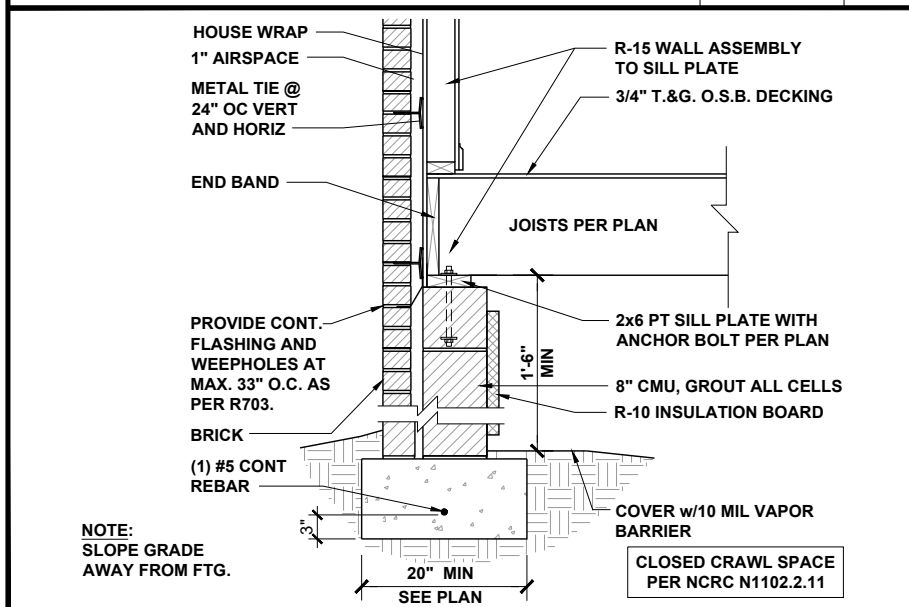 HOUSE WRAP
1" AIRSPACE
METAL TIE @
24" OC VERT
AND HORIZ
END BAND
PROVIDE CONT.
FLASHING AND
WEEPHOLES AT
MAX. 33" O.C. AS
PER R703.
BRICK
(1) #5 CONT
REBAR
3"
NOTE:
SLOPE GRADE
AWAY FROM FTG.
20" MIN
SEE PLAN
R-15 WALL ASSEMBLY
TO SILL PLATE
3/4" T.&G. O.S.B. DECKING
JOISTS PER PLAN
1'-6"
MIN
2x6 PT SILL PLATE WITH
ANCHOR BOLT PER PLAN
8" CMU, GROUT ALL CELLS
R-10 INSULATION BOARD
COVER w/10 MIL VAPOR
BARRIER
CLOSED CRAWL SPACE
PER NCRC N1102.2.11